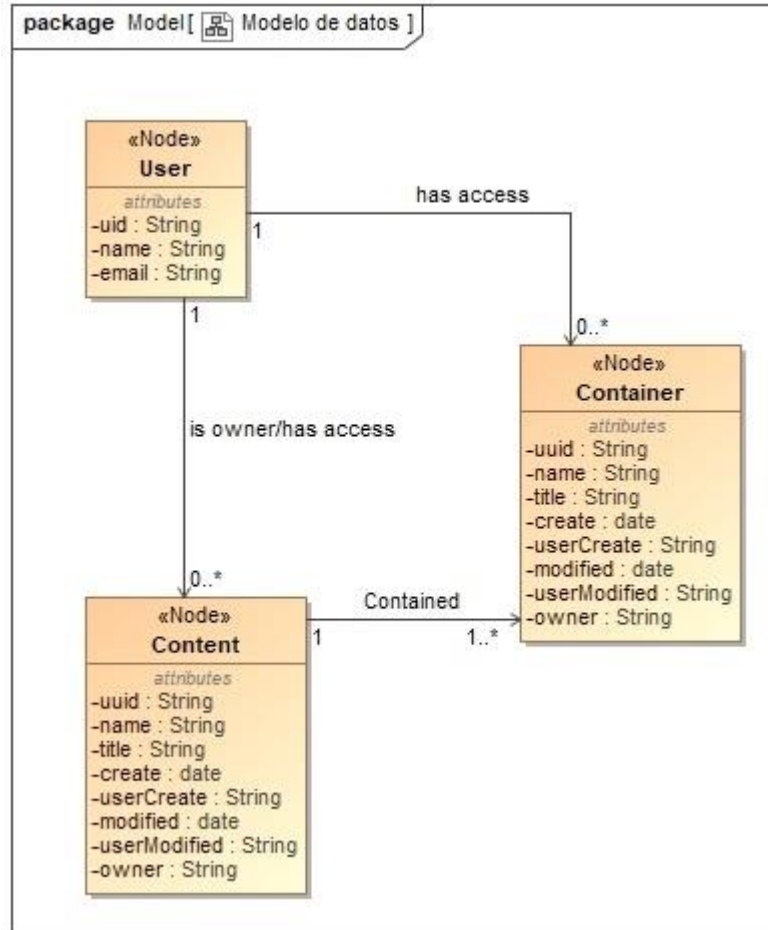 package Model[ Modelo de datos ]
«Node»
User
attributes
-uid : String
-name : String
-email : String
has access
1
0..*
1
is owner/has access
0..*
«Node»
Container
attributes
-uuid : String
-name : String
-title : String
-create : date
-userCreate : String
-modified : date
-userModified : String
-owner : String
«Node»
Content
attributes
-uuid : String
-name : String
-title : String
-create : date
-userCreate : String
-modified : date
-userModified : String
-owner : String
Contained
1
1..*